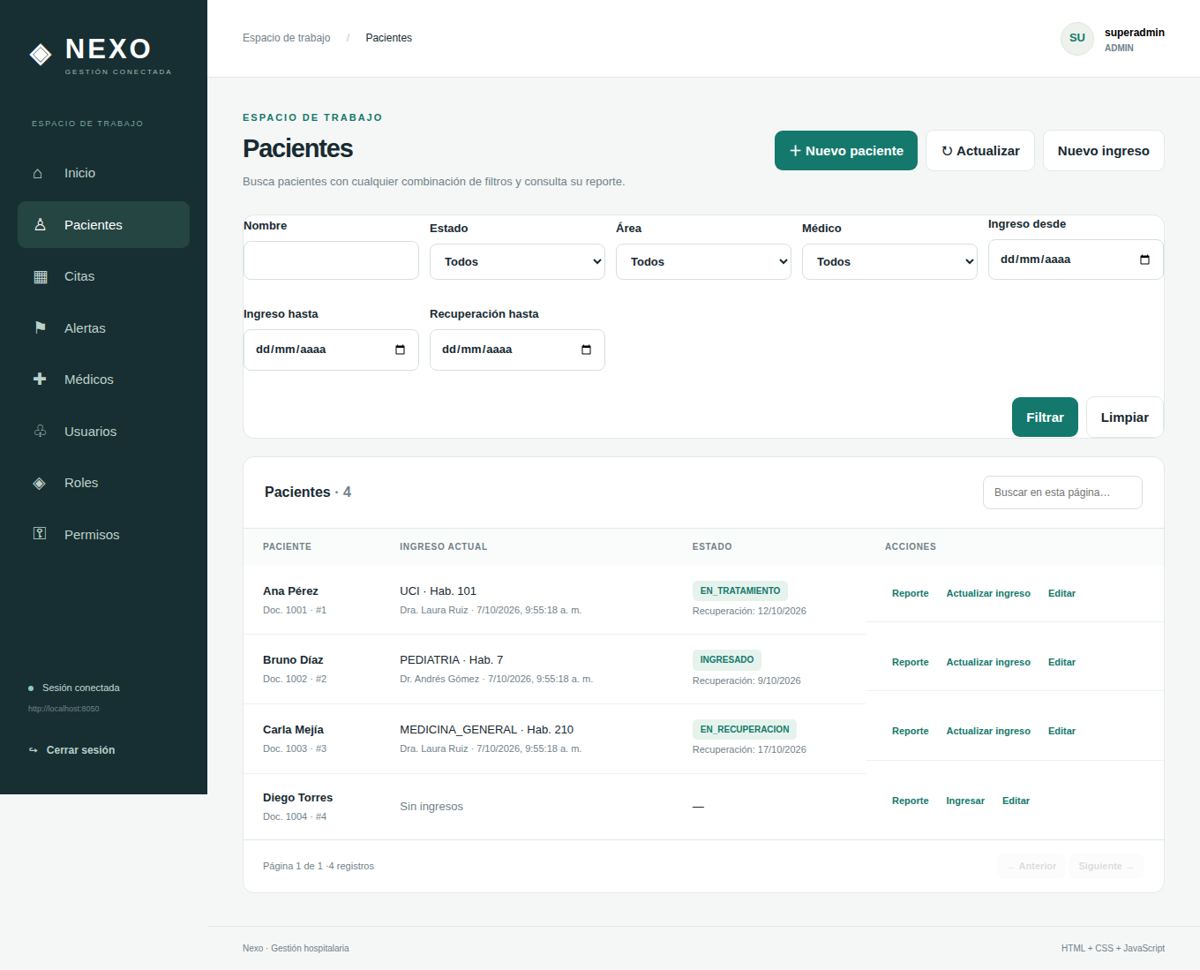 NEXO
GESTIÓN CONECTADA
ESPACIO DE TRABAJO
Inicio
Pacientes
Citas
Alertas
Médicos
Usuarios
Roles
Permisos
Sesión conectada
http://localhost:8050
Cerrar sesión
Espacio de trabajo / Pacientes
SU
superadmin
ADMIN
ESPACIO DE TRABAJO
Pacientes
Busca pacientes con cualquier combinación de filtros y consulta su reporte.
＋ Nuevo paciente
↻ Actualizar
Nuevo ingreso
Nombre
Estado
Área
Médico
Ingreso desde
Todos
Todos
Todos
dd/mm/aaaa
Ingreso hasta
Recuperación hasta
dd/mm/aaaa
dd/mm/aaaa
Filtrar
Limpiar
Pacientes · 4
Buscar en esta página…
PACIENTE INGRESO ACTUAL ESTADO ACCIONES
Ana Pérez UCI · Hab. 101 EN_TRATAMIENTO Reporte Actualizar ingreso Editar
Doc. 1001 · #1 Dra. Laura Ruiz · 7/10/2026, 9:55:18 a. m. Recuperación: 12/10/2026
Bruno Díaz PEDIATRIA · Hab. 7 INGRESADO Reporte Actualizar ingreso Editar
Doc. 1002 · #2 Dr. Andrés Gómez · 7/10/2026, 9:55:18 a. m. Recuperación: 9/10/2026
Carla Mejía MEDICINA_GENERAL · Hab. 210 EN_RECUPERACION Reporte Actualizar ingreso Editar
Doc. 1003 · #3 Dra. Laura Ruiz · 7/10/2026, 9:55:18 a. m. Recuperación: 17/10/2026
Diego Torres Sin ingresos — Reporte Ingresar Editar
Doc. 1004 · #4
Página 1 de 1 ·4 registros
← Anterior
Siguiente →
Nexo · Gestión hospitalaria
HTML + CSS + JavaScript